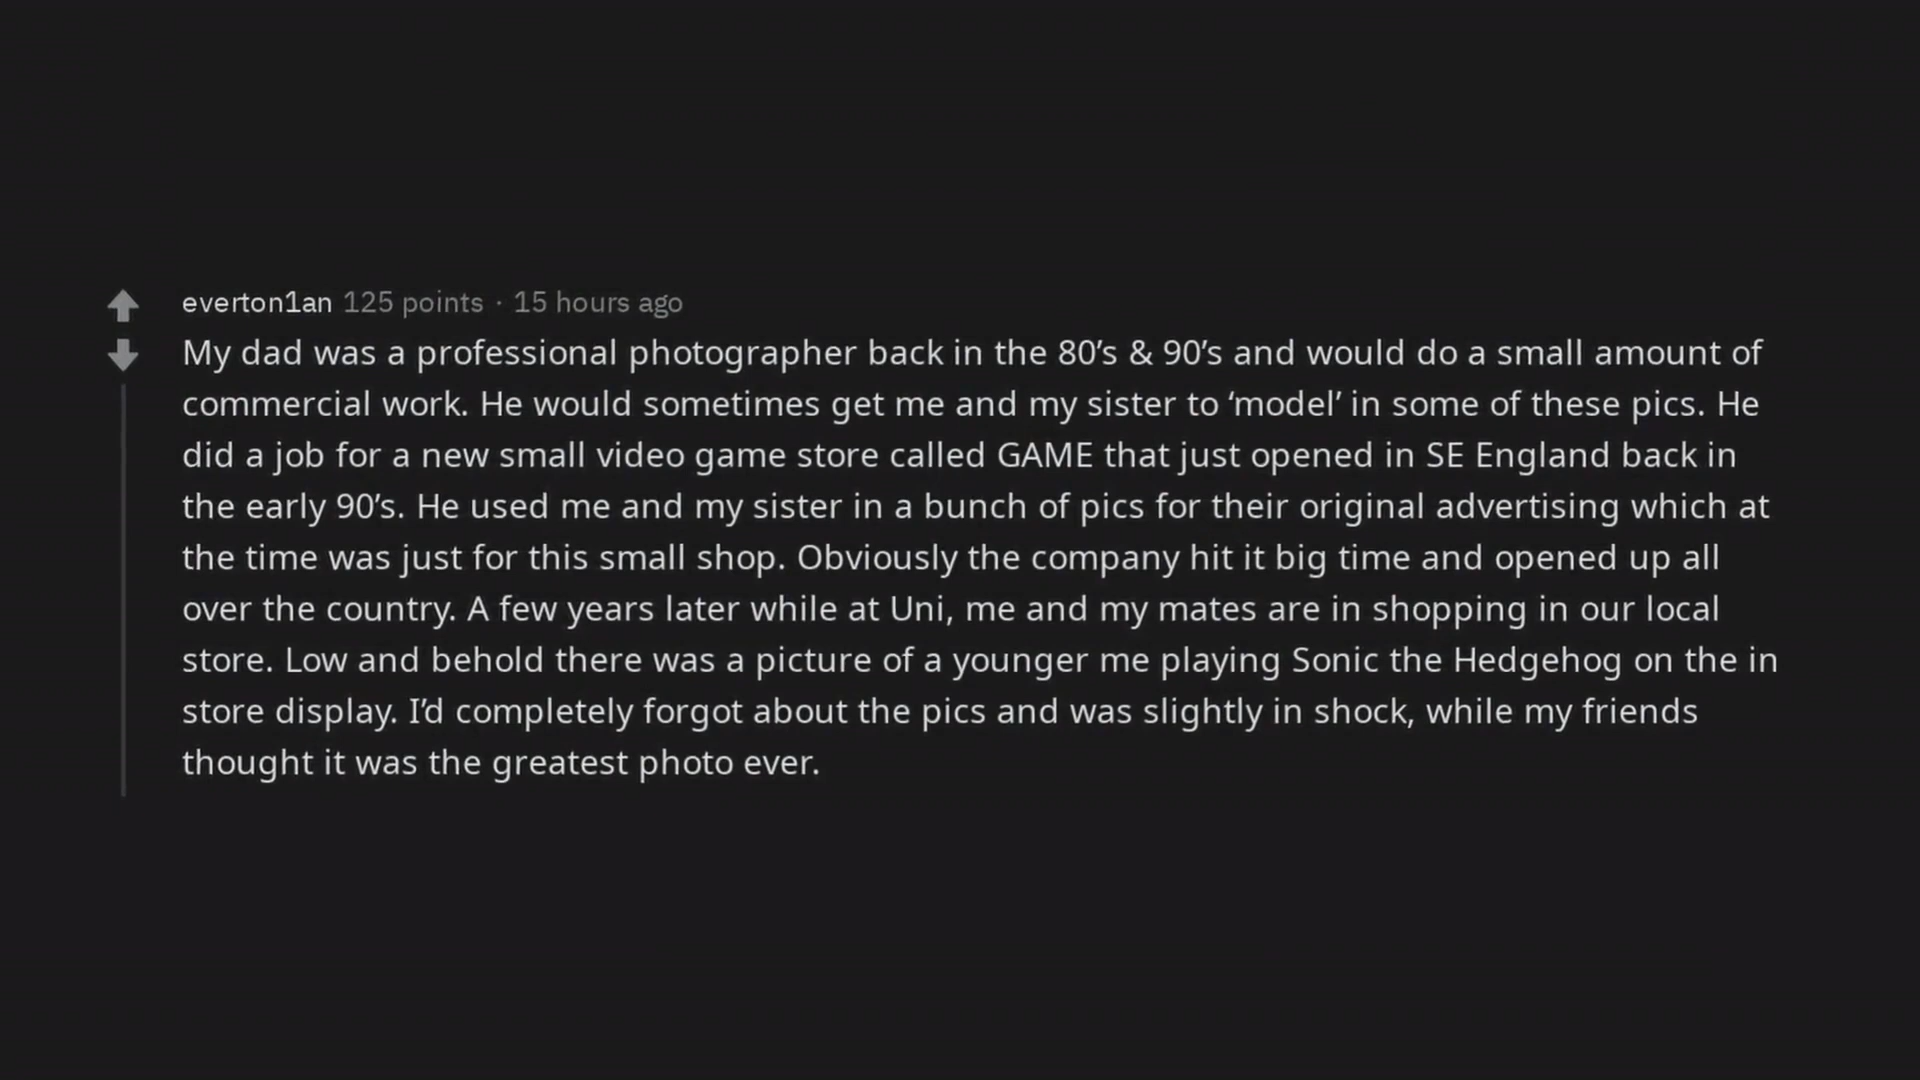 everton1an 125 points · 15 hours ago
My dad was a professional photographer back in the 80’s & 90’s and would do a small amount of
commercial work. He would sometimes get me and my sister to ‘model’ in some of these pics. He
did a job for a new small video game store called GAME that just opened in SE England back in
the early 90’s. He used me and my sister in a bunch of pics for their original advertising which at
the time was just for this small shop. Obviously the company hit it big time and opened up all
over the country. A few years later while at Uni, me and my mates are in shopping in our local
store. Low and behold there was a picture of a younger me playing Sonic the Hedgehog on the in
store display. I’d completely forgot about the pics and was slightly in shock, while my friends
thought it was the greatest photo ever.